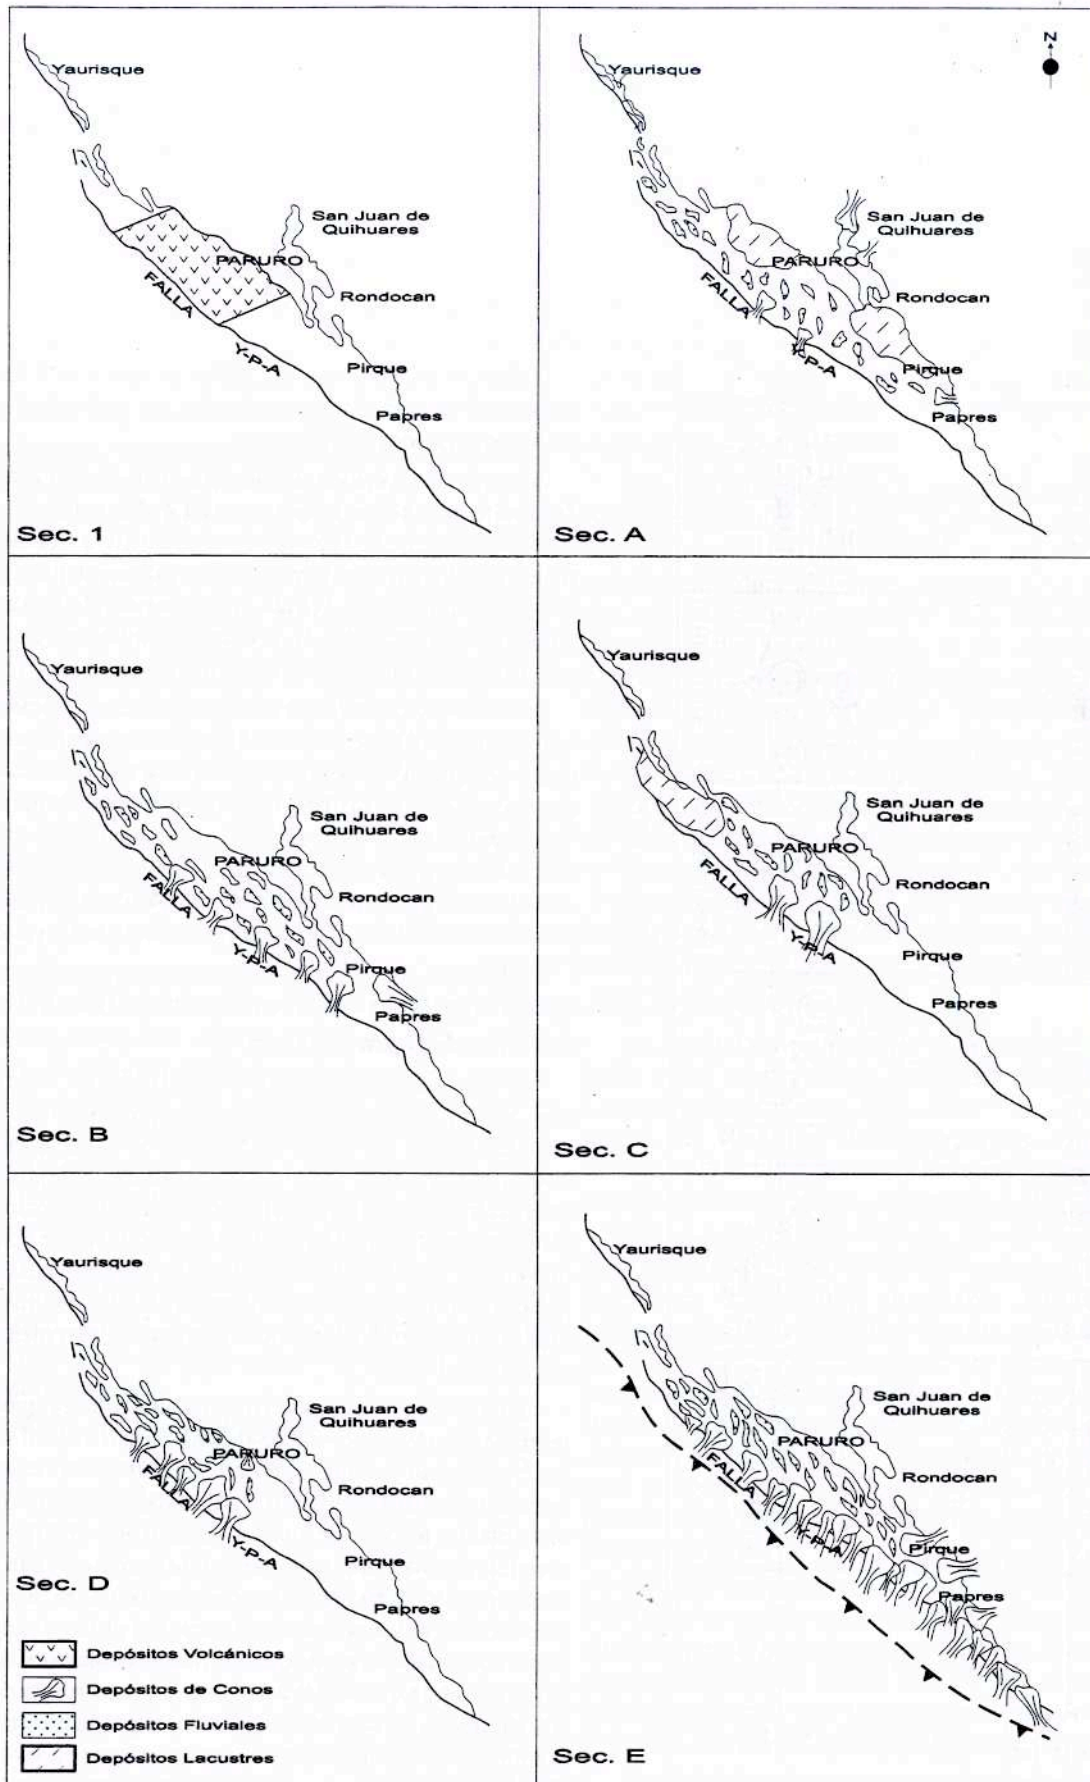 Yaurisque
San Juan de
Quihuares
PARURO
Rondocan
FALLA
Y-P-A
Pirque
Papres
Sec. 1
N
Yaurisque
San Juan de
Quihuares
PARURO
Rondocan
FALLA
Y-P-A
Pirque
Papres
Sec. A
Yaurisque
San Juan de
Quihuares
PARURO
Rondocan
FALLA
Y-P-A
Pirque
Papres
Sec. B
Yaurisque
San Juan de
Quihuares
PARURO
Rondocan
FALLA
Y-P-A
Pirque
Papres
Sec. C
Yaurisque
San Juan de
Quihuares
PARURO
Rondocan
FALLA
Y-P-A
Pirque
Papres
Sec. D
Depósitos Volcánicos
Depósitos de Conos
Depósitos Fluviales
Depósitos Lacustres
Yaurisque
San Juan de
Quihuares
PARURO
Rondocan
FALLA
Y-P-A
Pirque
Papres
Sec. E